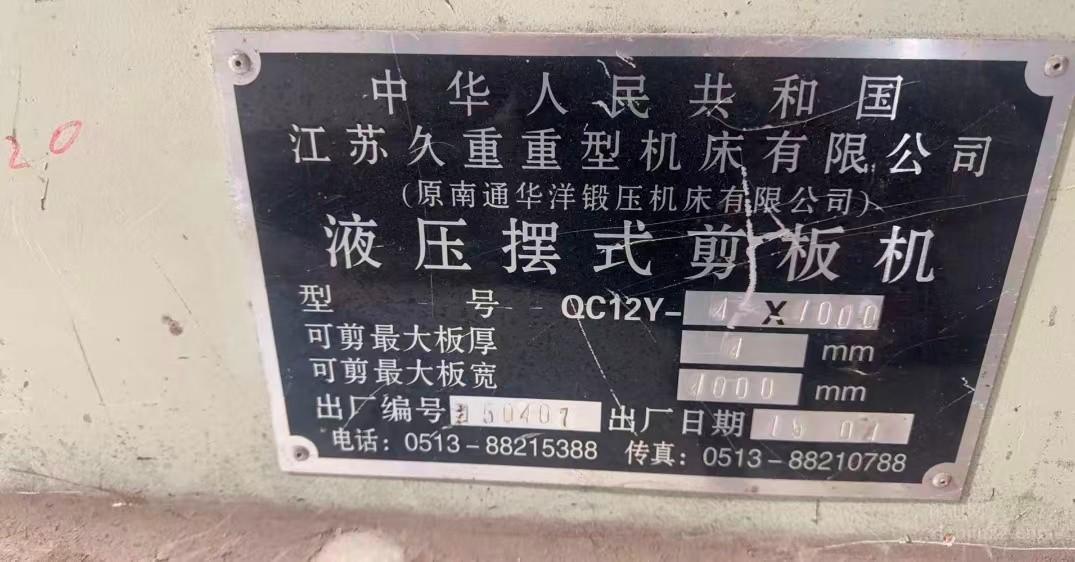 20
中华人民共和国
江苏久重重型机床有限公司
(原南通华洋锻压机床有限公司)
液压摆式剪板机
型号 QC12Y-4X4000
可剪最大板厚 4 mm
可剪最大板宽 4000 mm
出厂编号 150407 出厂日期 15 04
电话：0513-88215388 传真：0513-88210788